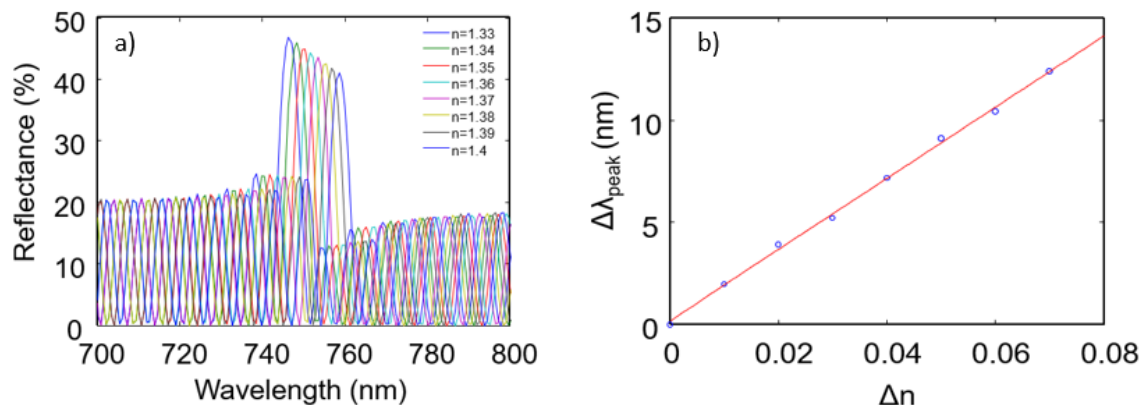 a)
50
40
30
20
10
0
Reflectance (%)
n=1.33
n=1.34
n=1.35
n=1.36
n=1.37
n=1.38
n=1.39
n=1.4
700 720 740 760 780 800
Wavelength (nm)
b)
15
10
5
0
Δλpeak (nm)
0 0.02 0.04 0.06 0.08
Δn